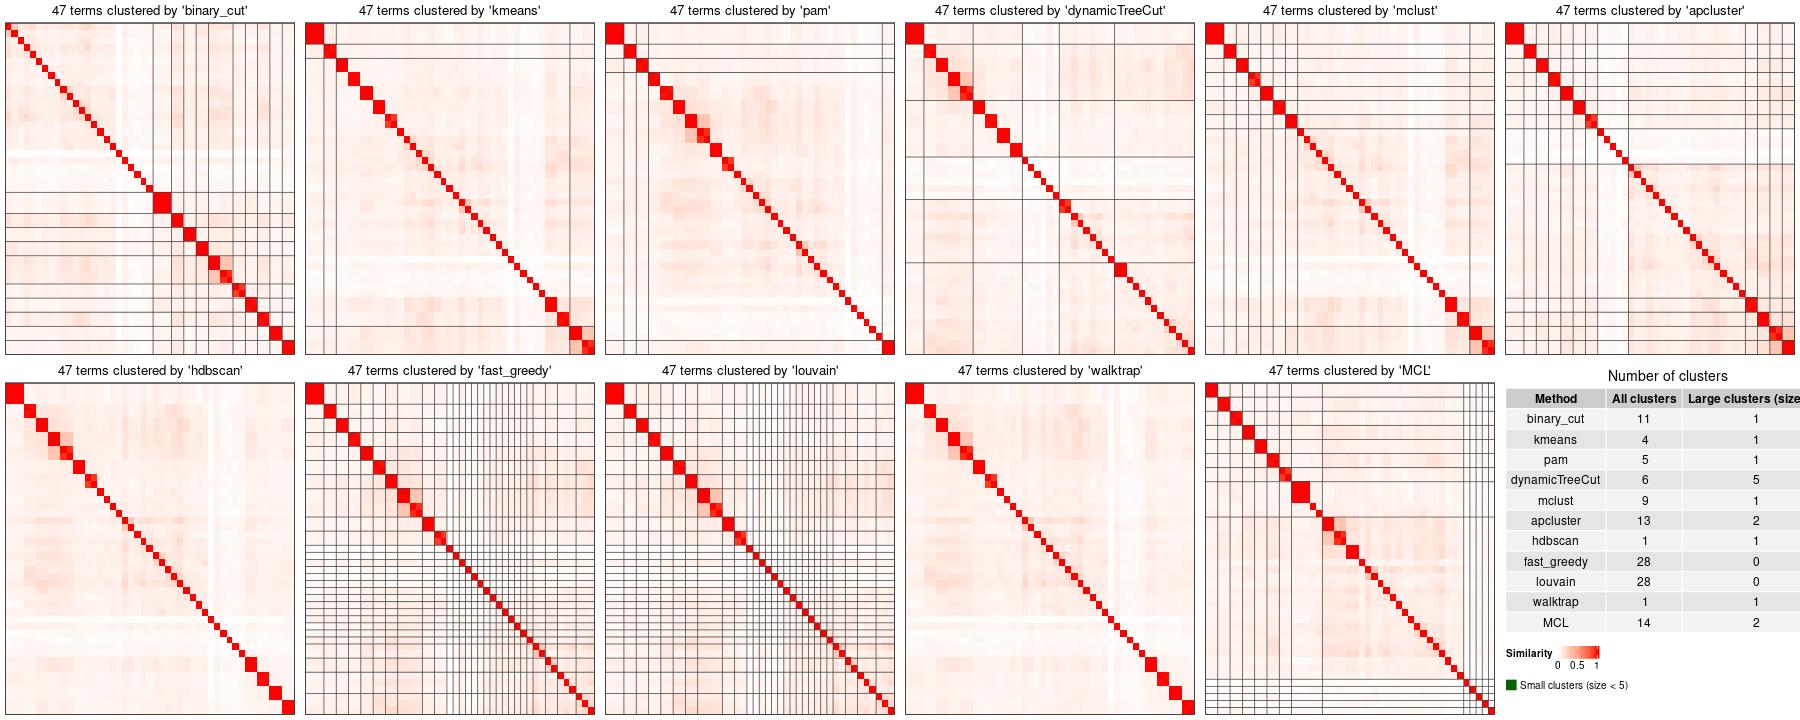 47 terms clustered by 'binary_cut'
47 terms clustered by 'kmeans'
47 terms clustered by 'pam'
47 terms clustered by 'dynamicTreeCut'
47 terms clustered by 'mclust'
47 terms clustered by 'apcluster'
47 terms clustered by 'hdbscan'
47 terms clustered by 'fast_greedy'
47 terms clustered by 'louvain'
47 terms clustered by 'walktrap'
47 terms clustered by 'MCL'
Number of clusters
Method All clusters Large clusters (size
binary_cut 11 1
kmeans 4 1
pam 5 1
dynamicTreeCut 6 5
mclust 9 1
apcluster 13 2
hdbscan 1 1
fast_greedy 28 0
louvain 28 0
walktrap 1 1
MCL 14 2
Similarity
0 0.5 1
Small clusters (size < 5)